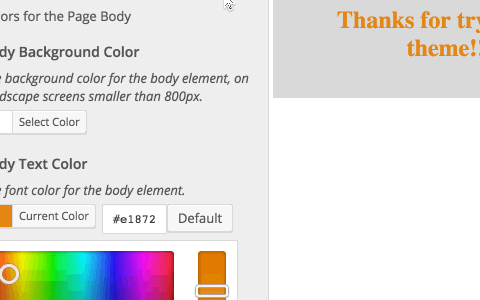 ors for the Page Body
dy Background Color
e background color for the body element, on
dscape screens smaller than 800px.
Select Color
dy Text Color
e font color for the body element.
Current Color
#e1872
Default
Thanks for try
theme!!